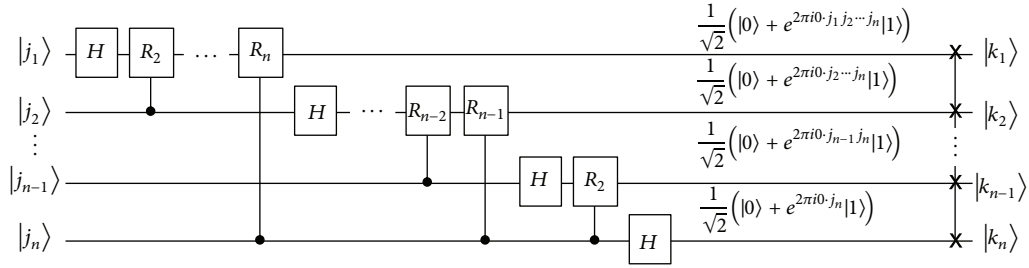 |j₁⟩ H R₂ ⋯ Rₙ 1/√2(|0⟩ + e^{2πi0·j₁j₂⋯jₙ}|1⟩) |k₁⟩
|j₂⟩ H ⋯ Rₙ₋₂ Rₙ₋₁ 1/√2(|0⟩ + e^{2πi0·j₂⋯jₙ}|1⟩) |k₂⟩
⋮ ⋮ ⋮
|jₙ₋₁⟩ H R₂ 1/√2(|0⟩ + e^{2πi0·jₙ₋₁jₙ}|1⟩) |kₙ₋₁⟩
|jₙ⟩ H 1/√2(|0⟩ + e^{2πi0·jₙ}|1⟩) |kₙ⟩